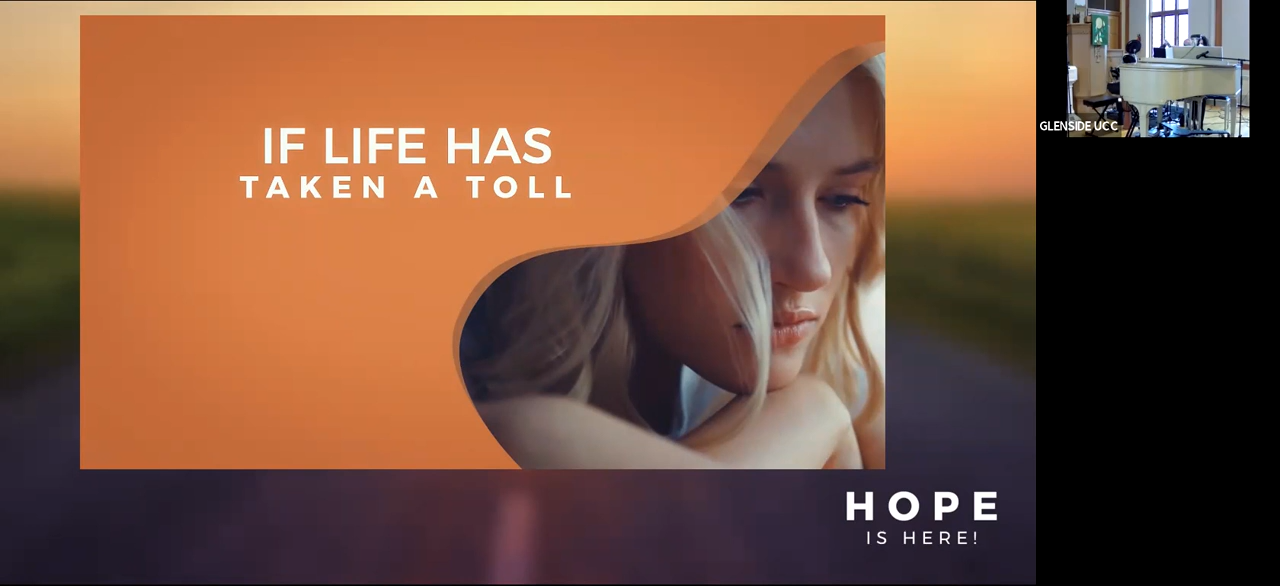 IF LIFE HAS
TAKEN A TOLL
HOPE
IS HERE!
GLENSIDE UCC